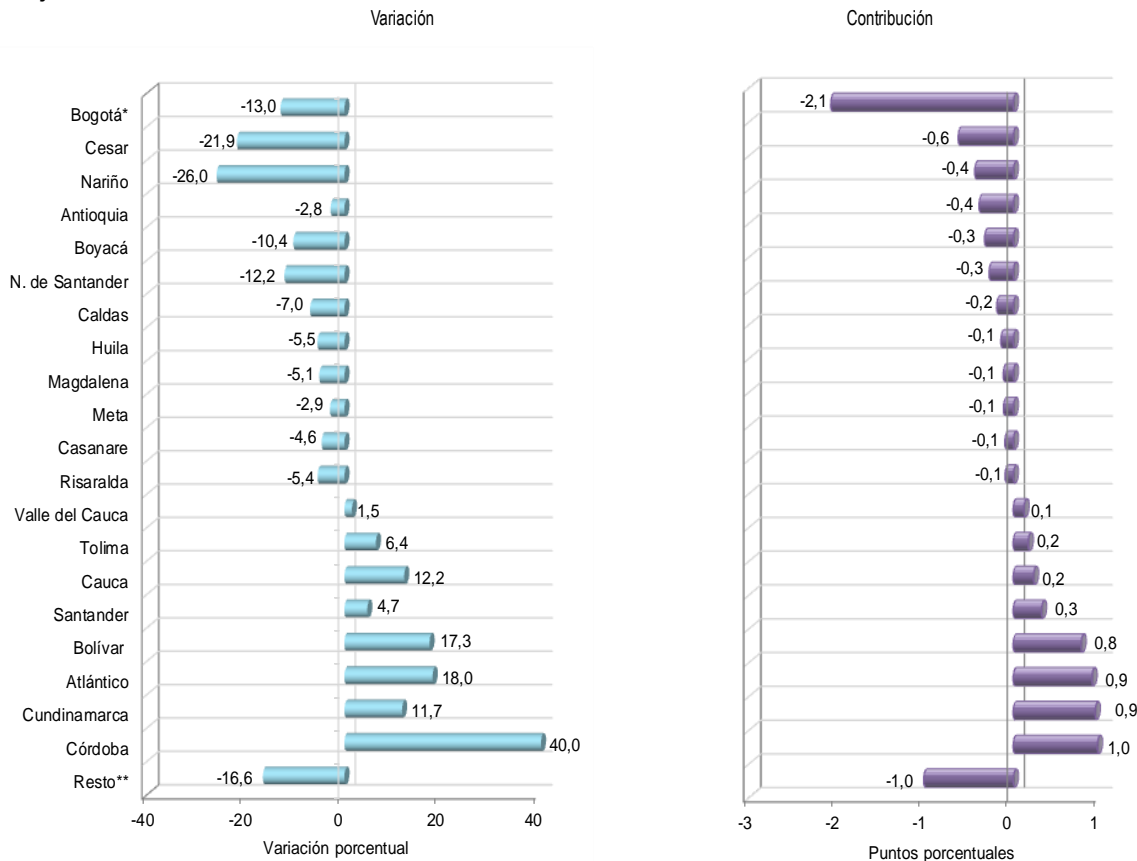 Variación
Contribución
Bogotá* -13,0 -2,1
Cesar -21,9 -0,6
Nariño -26,0 -0,4
Antioquia -2,8 -0,4
Boyacá -10,4 -0,3
N. de Santander -12,2 -0,3
Caldas -7,0 -0,2
Huila -5,5 -0,1
Magdalena -5,1 -0,1
Meta -2,9 -0,1
Casanare -4,6 -0,1
Risaralda -5,4 -0,1
Valle del Cauca 1,5 0,1
Tolima 6,4 0,2
Cauca 12,2 0,2
Santander 4,7 0,3
Bolívar 17,3 0,8
Atlántico 18,0 0,9
Cundinamarca 11,7 0,9
Córdoba 40,0 1,0
Resto** -16,6 -1,0
-40 -20 0 20 40
-3 -2 -1 0 1
Variación porcentual
Puntos porcentuales